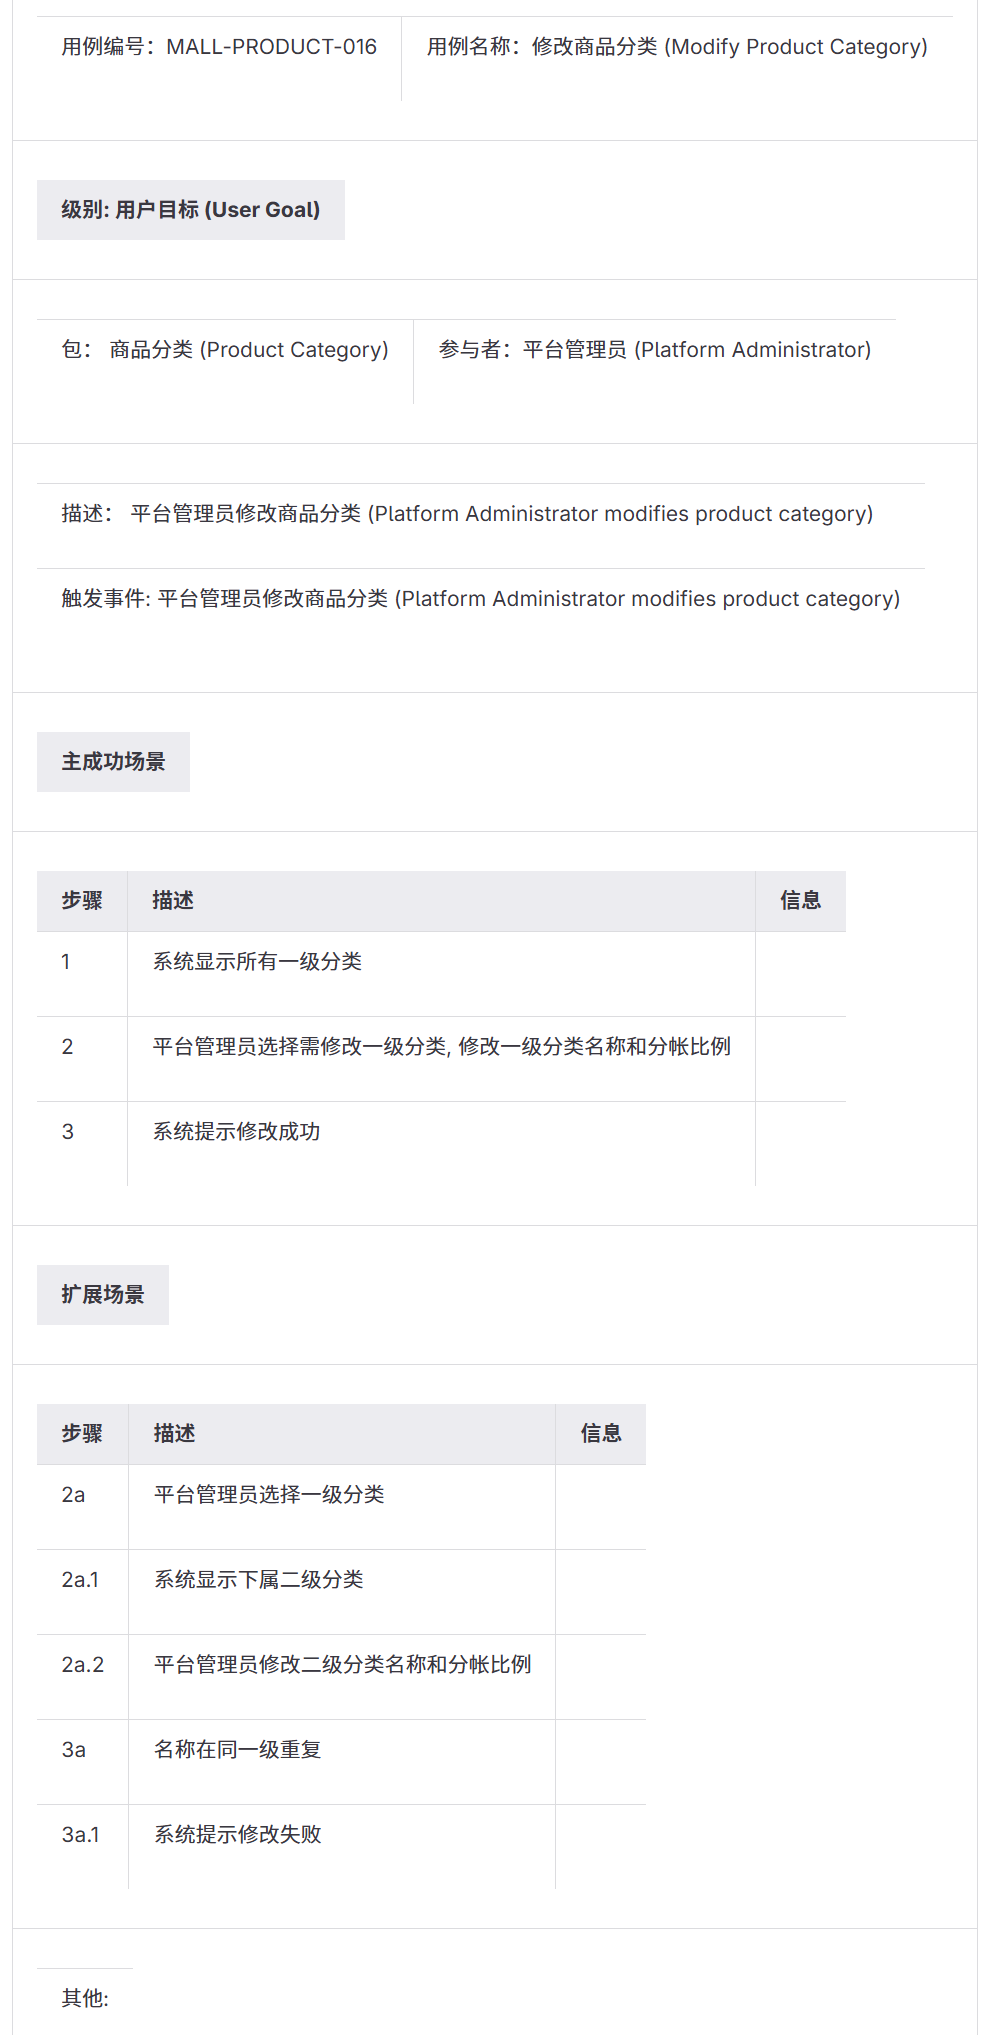 用例编号：MALL-PRODUCT-016
用例名称：修改商品分类 (Modify Product Category)
级别: 用户目标 (User Goal)
包： 商品分类 (Product Category)
参与者：平台管理员 (Platform Administrator)
描述： 平台管理员修改商品分类 (Platform Administrator modifies product category)
触发事件: 平台管理员修改商品分类 (Platform Administrator modifies product category)
主成功场景
步骤 描述 信息
1 系统显示所有一级分类
2 平台管理员选择需修改一级分类, 修改一级分类名称和分帐比例
3 系统提示修改成功
扩展场景
步骤 描述 信息
2a 平台管理员选择一级分类
2a.1 系统显示下属二级分类
2a.2 平台管理员修改二级分类名称和分帐比例
3a 名称在同一级重复
3a.1 系统提示修改失败
其他: